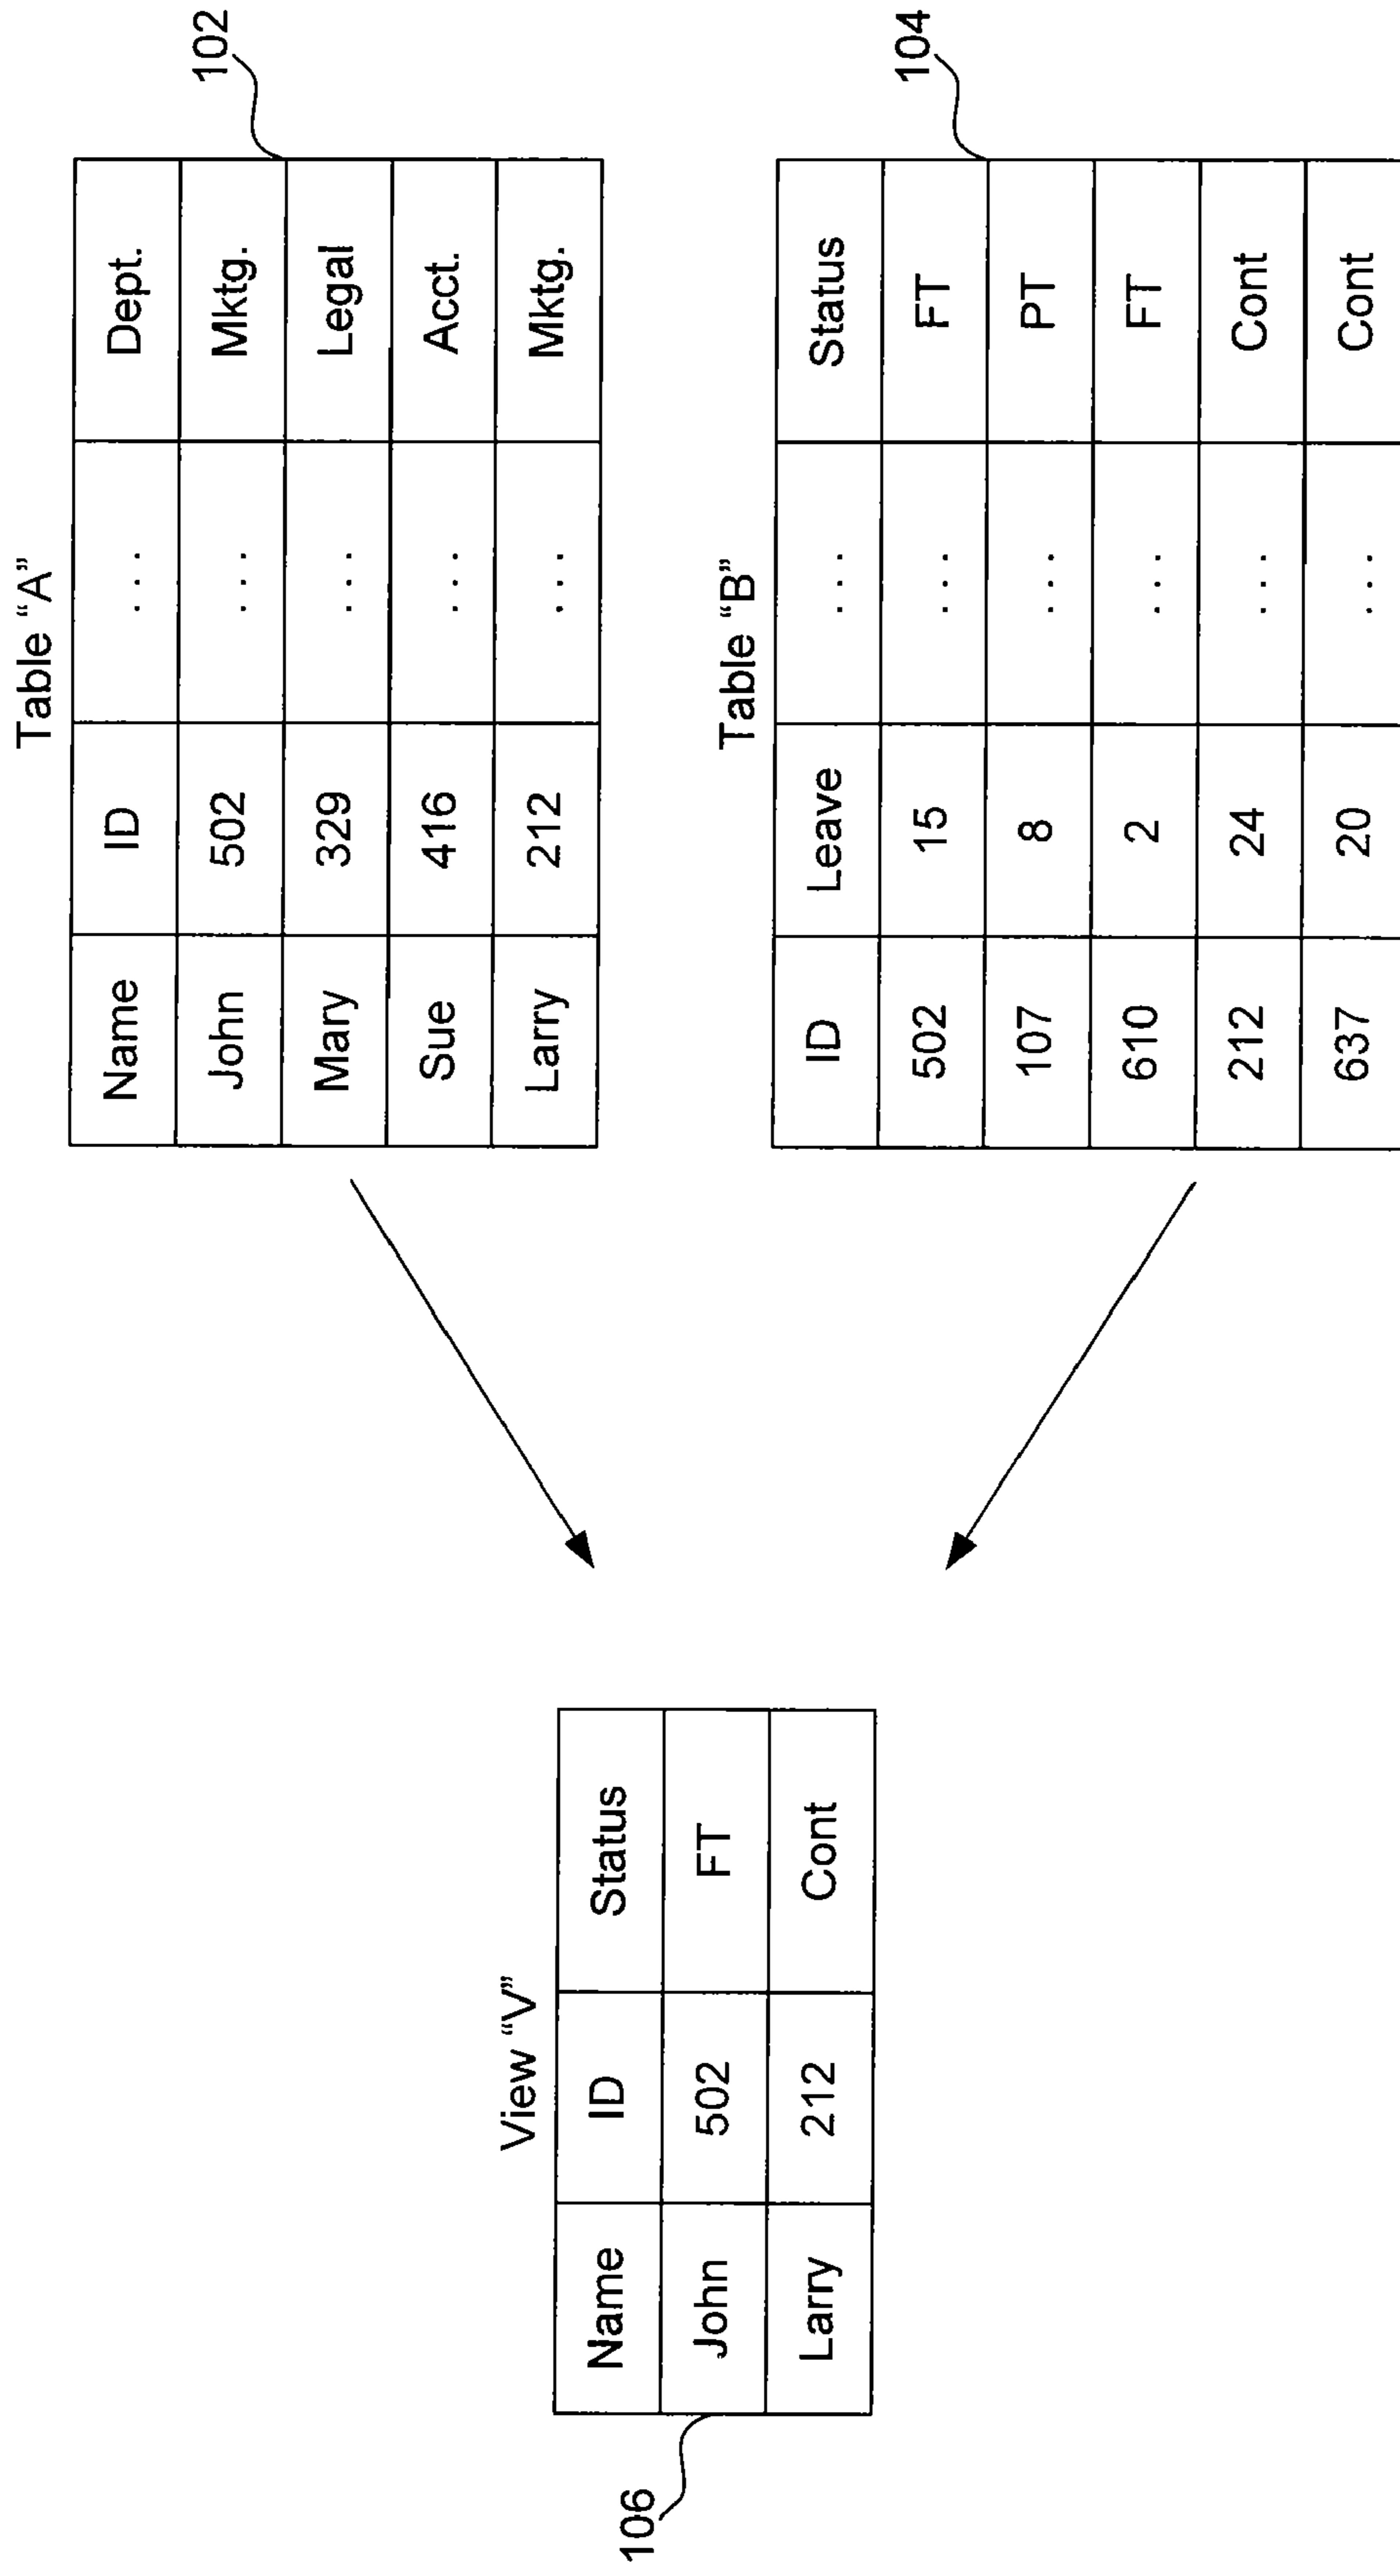 Table “A”
Name ID ... Dept.
John 502 ... Mktg.
Mary 329 ... Legal
Sue 416 ... Acct.
Larry 212 ... Mktg.
102
Table “B”
ID Leave ... Status
502 15 ... FT
107 8 ... PT
610 2 ... FT
212 24 ... Cont
637 20 ... Cont
104
View “V”
Name ID Status
John 502 FT
Larry 212 Cont
106